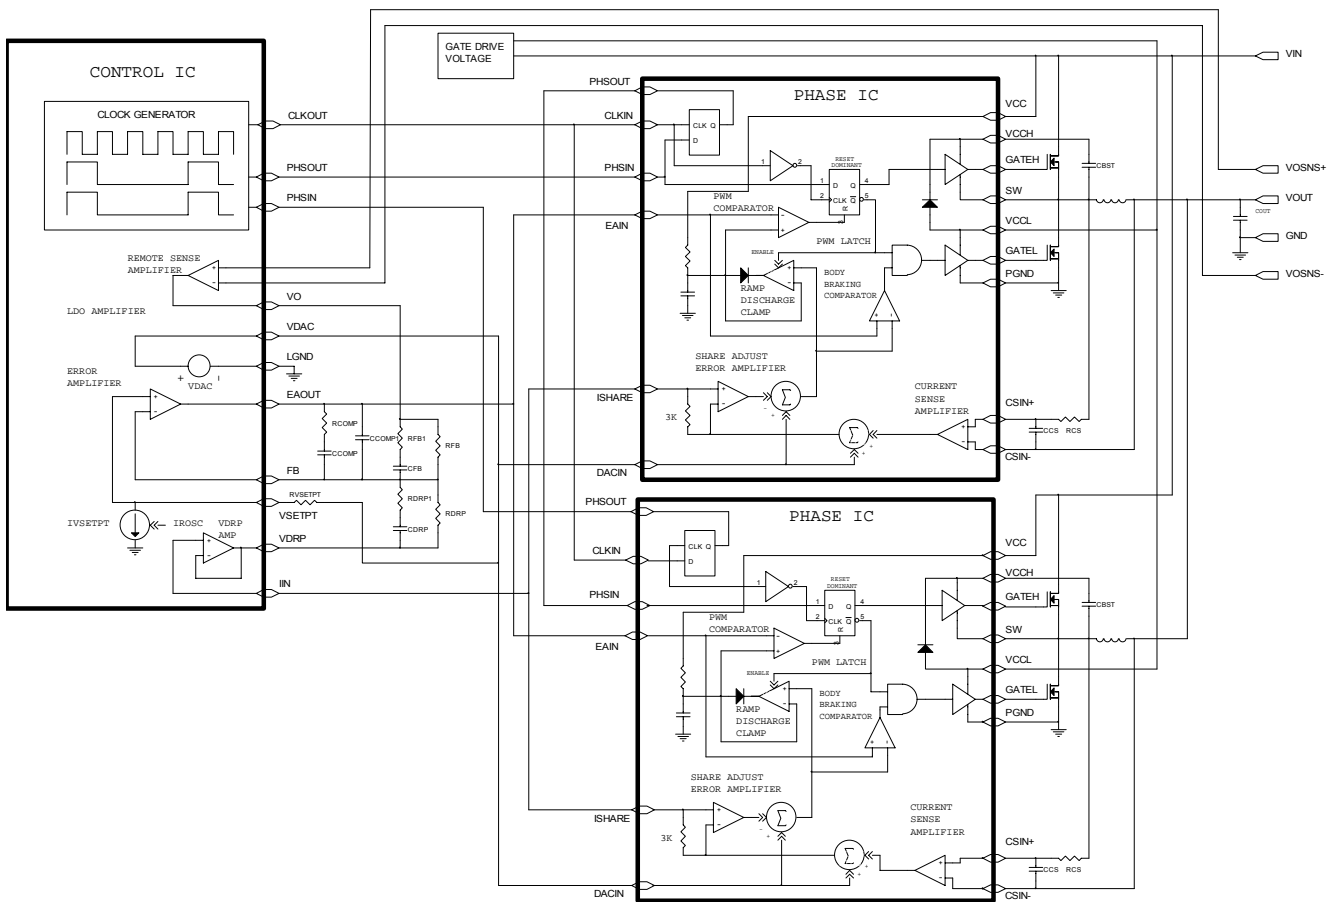 CONTROL IC
CLOCK GENERATOR
CLKOUT
PHSOUT
PHSIN
REMOTE SENSE
AMPLIFIER
LDO AMPLIFIER
VO
VDAC
LGND
+ VDAC -
ERROR
AMPLIFIER
+
-
EAOUT
RCOMP
CCOMP
CCOMP1
RFB1
CFB
RFB
FB
RVSETPT
VSETPT
RDRP1
CDRP
RDRP
IVSETPT
IROSC
VDRP
AMP
+
-
VDRP
IIN
GATE DRIVE
VOLTAGE
PHSOUT
CLKIN
PHSIN
EAIN
ISHARE
DACIN
PHASE IC
CLK Q
D
1 2
RESET
DOMINANT
1 D Q 4
2 CLK Q 5
R
3
PWM
COMPARATOR
-
+
PWM LATCH
ENABLE
+
-
RAMP
DISCHARGE
CLAMP
BODY
BRAKING
COMPARATOR
+ -
SHARE ADJUST
ERROR AMPLIFIER
3K
+
-
Σ
- +
Σ
+ +
CURRENT
SENSE
AMPLIFIER
+
-
VCC
VCCH
GATEH
SW
VCCL
GATEL
PGND
CSIN+
CSIN-
CBST
CCS RCS
VIN
VOSNS+
VOUT
COUT
GND
VOSNS-
PHSOUT
CLKIN
PHSIN
EAIN
ISHARE
DACIN
PHASE IC
CLK Q
D
1 2
RESET
DOMINANT
1 D Q 4
2 CLK Q 5
R
3
PWM
COMPARATOR
-
+
PWM LATCH
ENABLE
+
-
RAMP
DISCHARGE
CLAMP
BODY
BRAKING
COMPARATOR
+ -
SHARE ADJUST
ERROR AMPLIFIER
3K
+
-
Σ
- +
Σ
+ +
CURRENT
SENSE
AMPLIFIER
+
-
VCC
VCCH
GATEH
SW
VCCL
GATEL
PGND
CSIN+
CSIN-
CBST
CCS RCS